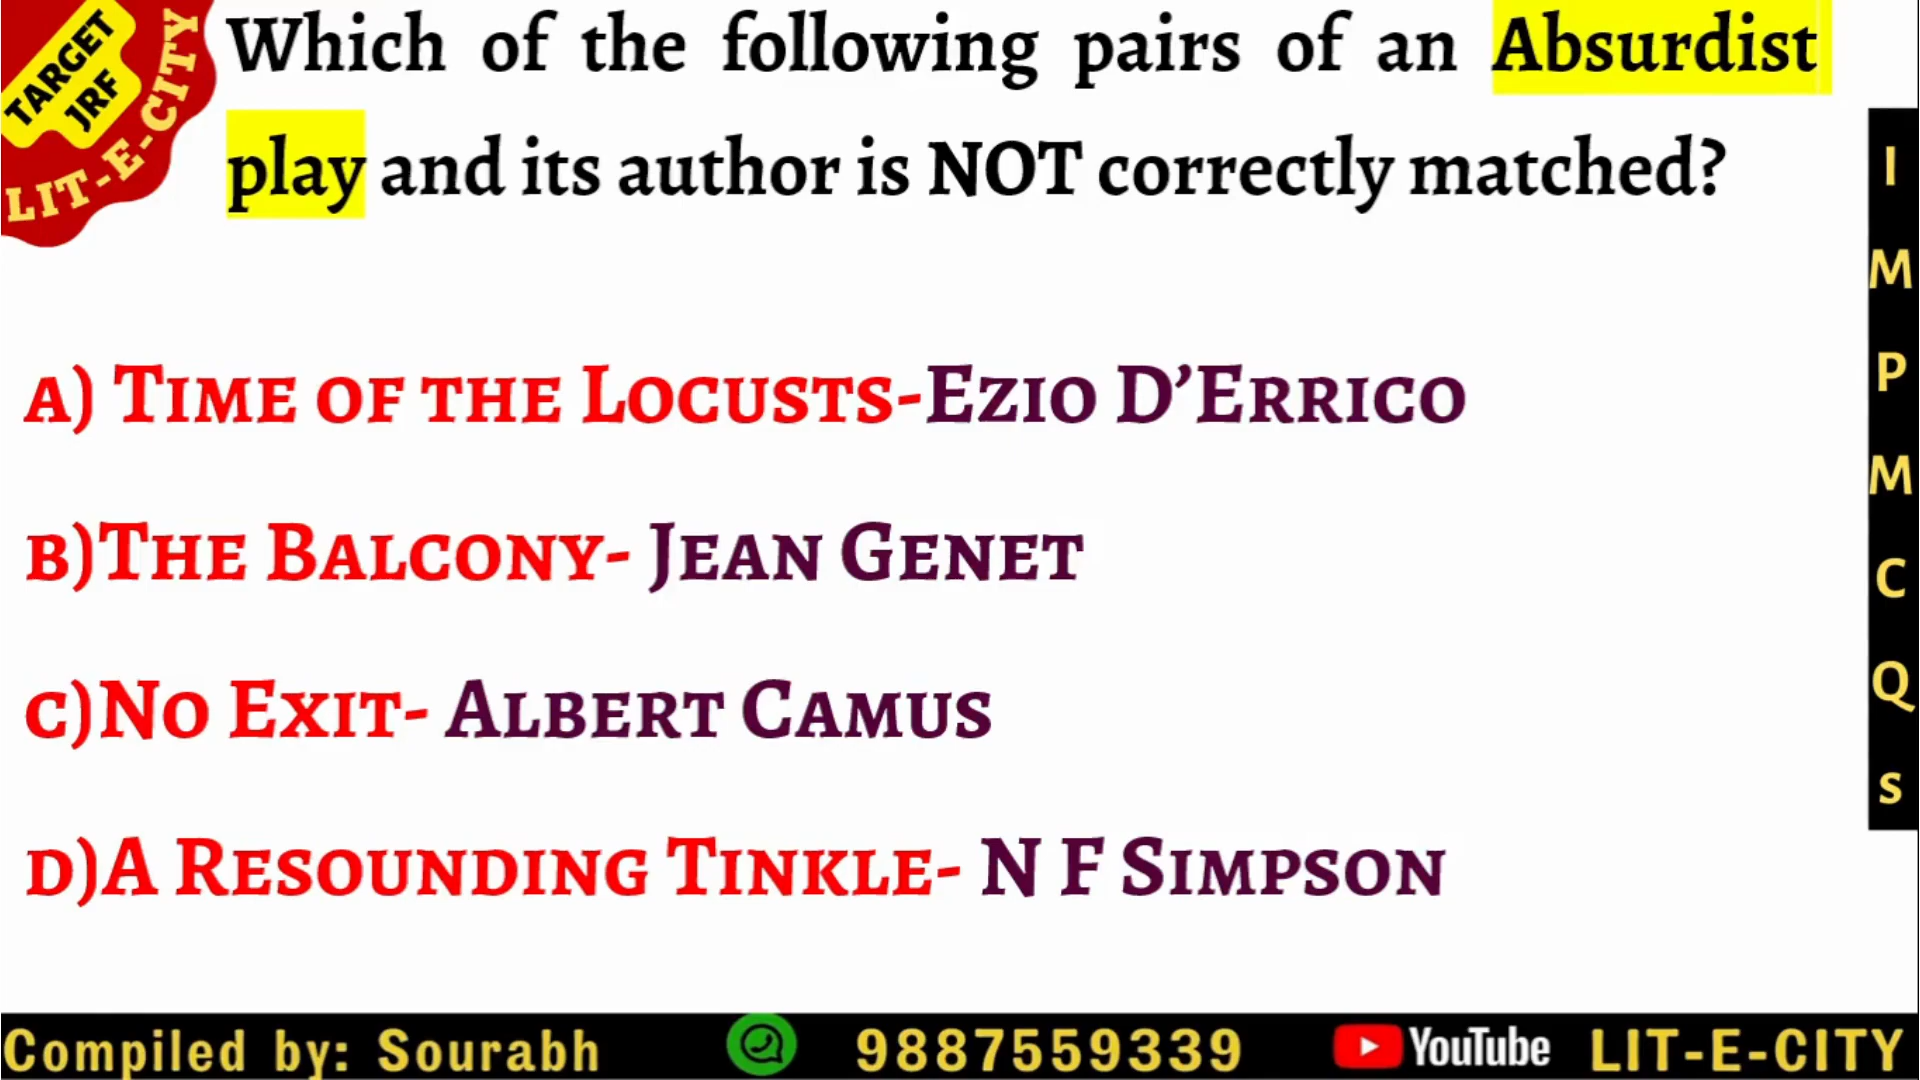 TARGET
JRF
LIT-E-CITY
Which of the following pairs of an Absurdist
play and its author is NOT correctly matched?
A) Time of the Locusts-Ezio D’Errico
B)The Balcony- Jean Genet
C)No Exit- Albert Camus
D)A Resounding Tinkle- N F Simpson
I
M
P
M
C
Q
s
Compiled by: Sourabh 9887559339 YouTube LIT-E-CITY